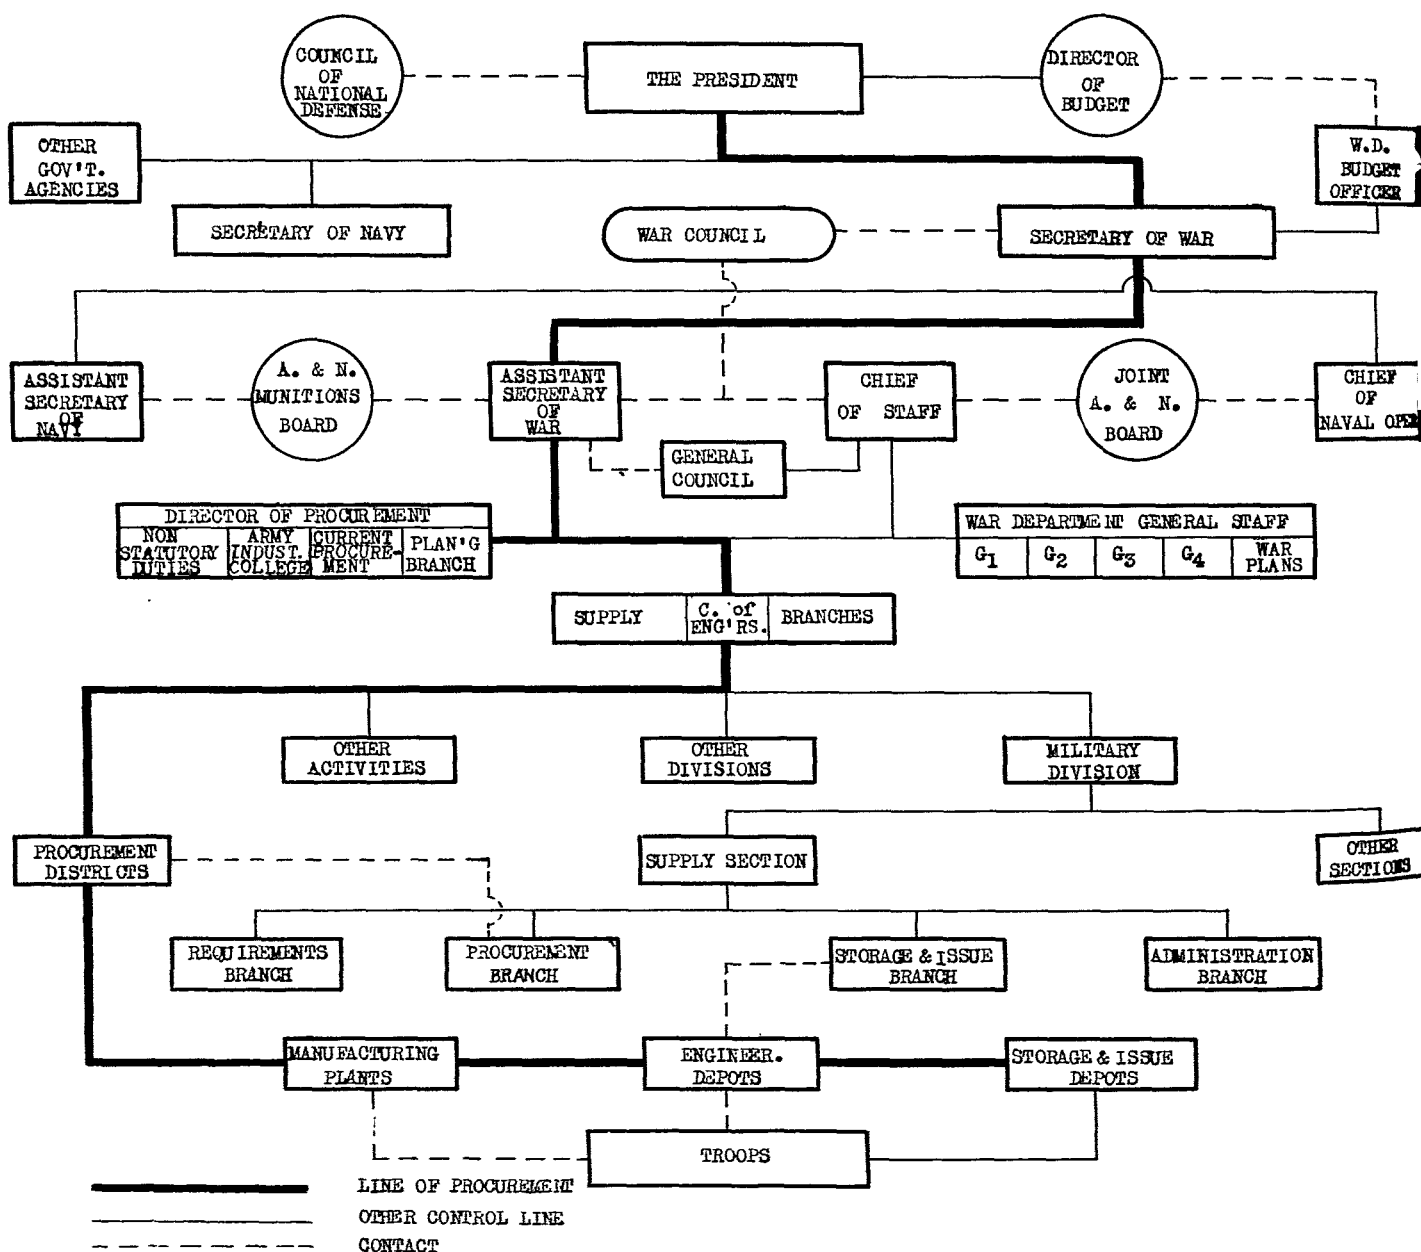 COUNCIL
OF
NATIONAL
DEFENSE
THE PRESIDENT
DIRECTOR
OF
BUDGET
OTHER
GOV'T.
AGENCIES
W.D.
BUDGET
OFFICER
SECRETARY OF NAVY
WAR COUNCIL
SECRETARY OF WAR
ASSISTANT
SECRETARY
OF
NAVY
A. & N.
MUNITIONS
BOARD
ASSISTANT
SECRETARY
OF
WAR
CHIEF
OF STAFF
JOINT
A. & N.
BOARD
CHIEF
OF
NAVAL OPER
GENERAL
COUNCIL
DIRECTOR OF PROCUREMENT
NON
STATUTORY
DUTIES
ARMY
INDUST.
COLLEGE
CURRENT
PROCURE-
MENT
PLAN'G
BRANCH
WAR DEPARTMENT GENERAL STAFF
G1
G2
G3
G4
WAR
PLANS
SUPPLY
C. of
ENG'RS.
BRANCHES
OTHER
ACTIVITIES
OTHER
DIVISIONS
MILITARY
DIVISION
PROCUREMENT
DISTRICTS
SUPPLY SECTION
OTHER
SECTIONS
REQUIREMENTS
BRANCH
PROCUREMENT
BRANCH
STORAGE & ISSUE
BRANCH
ADMINISTRATION
BRANCH
MANUFACTURING
PLANTS
ENGINEER.
DEPOTS
STORAGE & ISSUE
DEPOTS
TROOPS
LINE OF PROCUREMENT
OTHER CONTROL LINE
CONTACT